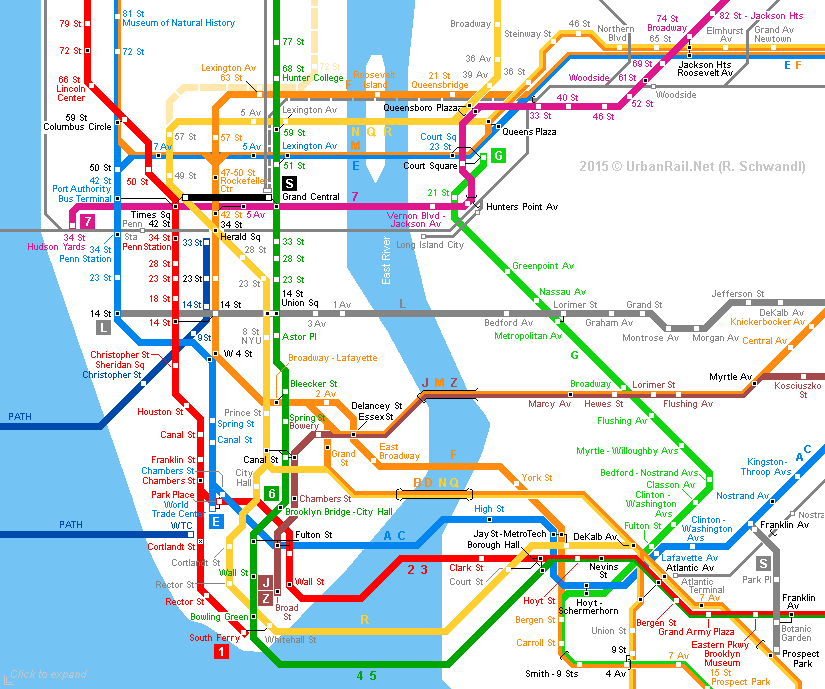 81 St
Museum of Natural History
79 St
72 St
72 St
66 St
Lincoln
Center
59 St
Columbus Circle
50 St
42 St
Port Authority
Bus Terminal
7 Av
50 St
57 St
57 St
49 St
47-50 St
Rockefeller
Ctr
5 Av
5 Av
77 St
72 St
68 St
Hunter College
Lexington Av
63 St
F
Roosevelt
Island
21 St
Queensbridge
Lexington Av
59 St
N Q R
Lexington Av
M
51 St
E
S
Grand Central
7
Broadway
36 Av
39 Av
Steinway St
36 St
46 St
Northern
Blvd
65 St
74 St
Broadway
82 St - Jackson Hts
Elmhurst
Av
Grand Av
Newtown
Jackson Hts
Roosevelt Av
E F
69 St
Woodside
61 St
Woodside
52 St
40 St
33 St
46 St
Queensboro Plaza
Queens Plaza
Court Sq
23 St
Court Square
G
2015 © UrbanRail.Net (R. Schwandl)
21 St
Hunters Point Av
Vernon Blvd -
Jackson Av
Long Island City
East River
7
34 St
Hudson Yards
Times Sq
42 St
Penn
Sta
34 St
Penn Station
34 St
Penn Station
42 St
5 Av
34 St
Herald Sq
33 St
33 St
28 St
28 St
28 St
23 St
23 St
23 St
23 St
23 St
18 St
14 St
L
14 St
14 St
14 St
14 St
Union Sq
3 Av
1 Av
L
Greenpoint Av
Nassau Av
Bedford Av
Metropolitan Av
Lorimer St
Graham Av
Grand St
Montrose Av
Morgan Av
Jefferson St
DeKalb Av
Knickerbocker Av
Central Av
G
9 St
W 4 St
8 St
NYU
Astor Pl
Broadway - Lafayette
Christopher St
Sheridan Sq
Christopher St
PATH
Houston St
Canal St
Franklin St
Chambers St
Chambers St
Park Place
World
Trade Center
E
Spring St
Canal St
Prince St
Bleecker St
Spring St
Bowery
2 Av
Delancey St
Essex St
Canal St
City
Hall
6
Grand
St
East
Broadway
F
J M Z
Marcy Av
Hewes St
Broadway
Lorimer St
Flushing Av
Flushing Av
Myrtle Av
Kosciuszko
St
Myrtle - Willoughby Avs
Bedford - Nostrand Avs
Classon Av
Clinton -
Washington
Avs
Fulton St
Clinton -
Washington
Avs
Lafayette Av
Kingston -
Throop Avs
A C
Nostrand Av
Franklin Av
S
Park Pl
Franklin
Av
Botanic
Garden
Prospect
Park
B D N Q
York St
Chambers St
Brooklyn Bridge - City Hall
High St
A C
Jay St - MetroTech
Borough Hall
DeKalb Av
Fulton St
PATH
WTC
Cortlandt St
Cortlandt St
Wall St
J
Z
Broad
St
Wall St
2 3
Clark St
Court St
Nevins
St
Atlantic Av
Atlantic
Terminal
Rector St
Rector St
Bowling Green
South Ferry
1
Whitehall St
R
4 5
Hoyt St
Hoyt -
Schermerhorn
Bergen St
Carroll St
Union St
9 St
4 Av
Smith - 9 Sts
7 Av
7 Av
Bergen St
Grand Army Plaza
Eastern Pkwy
Brooklyn
Museum
15 St
Prospect Park
Click to expand